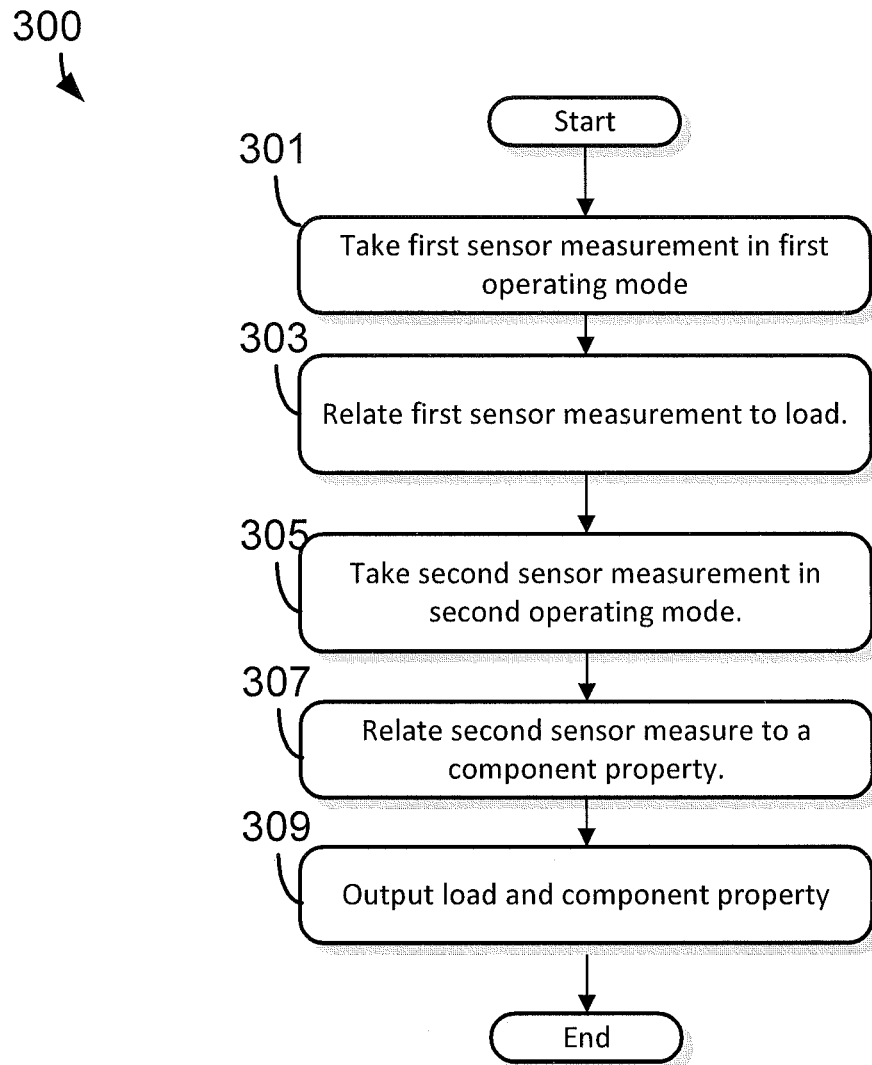 300
Start
301
Take first sensor measurement in first
operating mode
303
Relate first sensor measurement to load.
305
Take second sensor measurement in
second operating mode.
307
Relate second sensor measure to a
component property.
309
Output load and component property
End